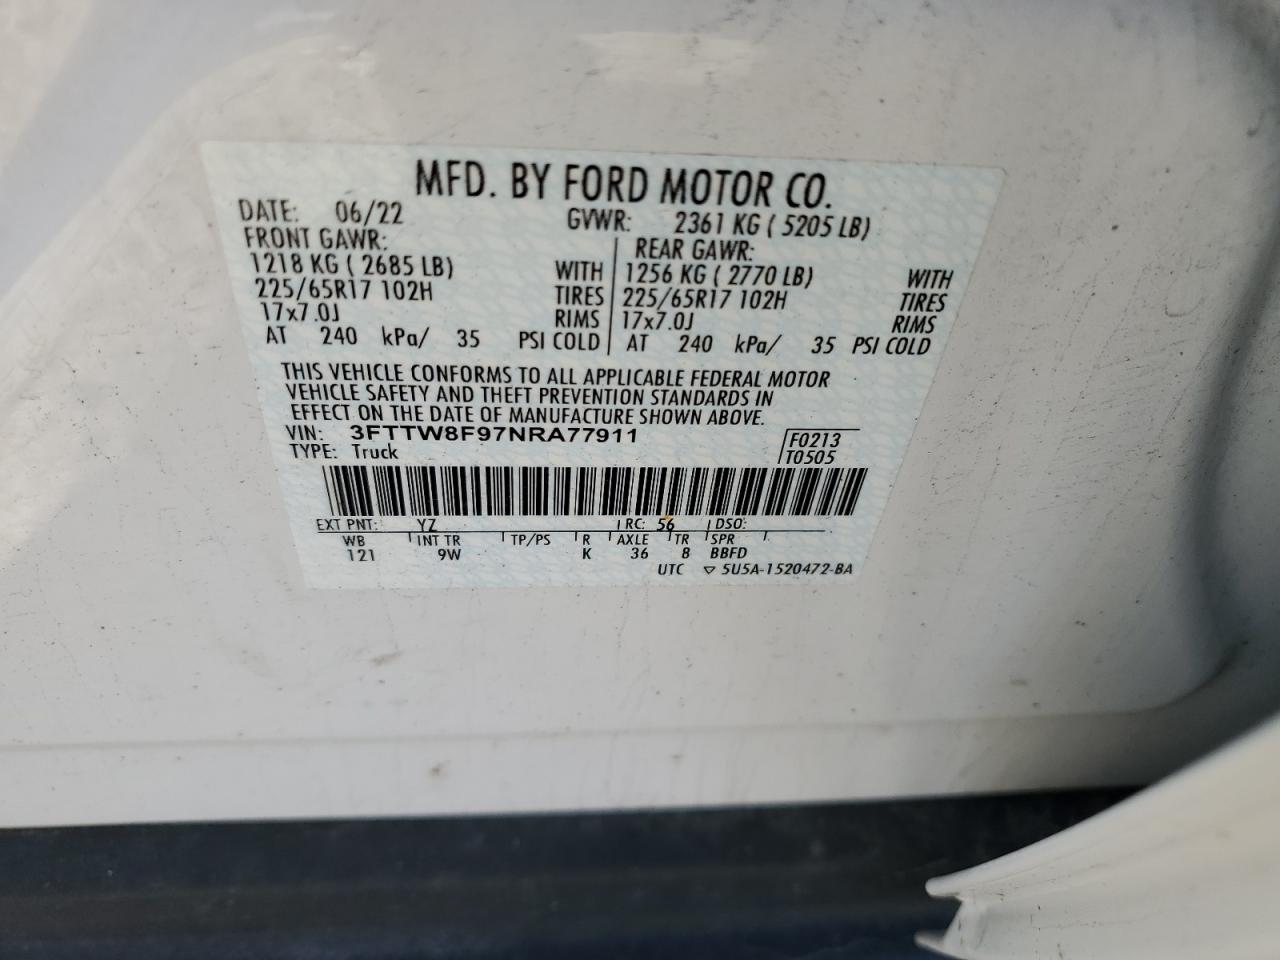 MFD. BY FORD MOTOR CO.
DATE: 06/22 GVWR: 2361 KG ( 5205 LB)
FRONT GAWR: REAR GAWR:
1218 KG ( 2685 LB) WITH 1256 KG ( 2770 LB) WITH
225/65R17 102H TIRES 225/65R17 102H TIRES
17x7.0J RIMS 17x7.0J RIMS
AT 240 kPa/ 35 PSI COLD AT 240 kPa/ 35 PSI COLD
THIS VEHICLE CONFORMS TO ALL APPLICABLE FEDERAL MOTOR
VEHICLE SAFETY AND THEFT PREVENTION STANDARDS IN
EFFECT ON THE DATE OF MANUFACTURE SHOWN ABOVE.
VIN: 3FTTW8F97NRA77911 F0213
TYPE: Truck T0505
EXT PNT: YZ RC: 56 DSO:
WB INT TR TP/PS R AXLE TR SPR
121 9W K 36 8 BBFD
UTC ▽ 5U5A-1520472-BA